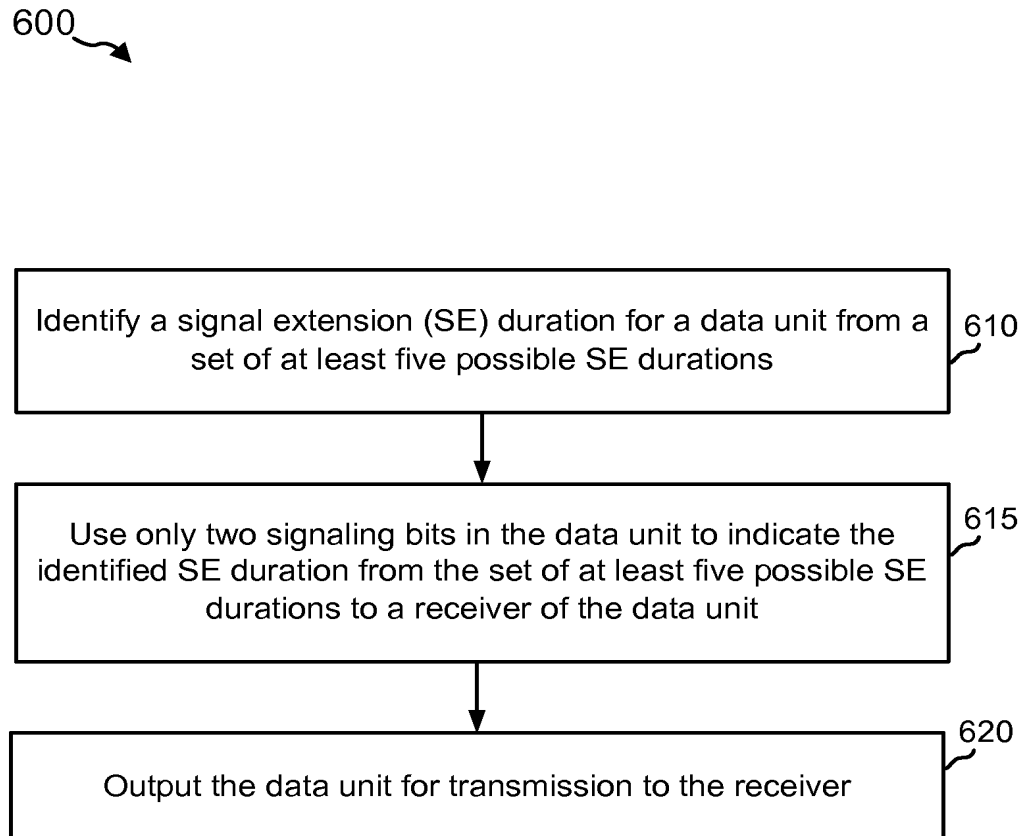 600
Identify a signal extension (SE) duration for a data unit from a
set of at least five possible SE durations
610
Use only two signaling bits in the data unit to indicate the
identified SE duration from the set of at least five possible SE
durations to a receiver of the data unit
615
Output the data unit for transmission to the receiver
620